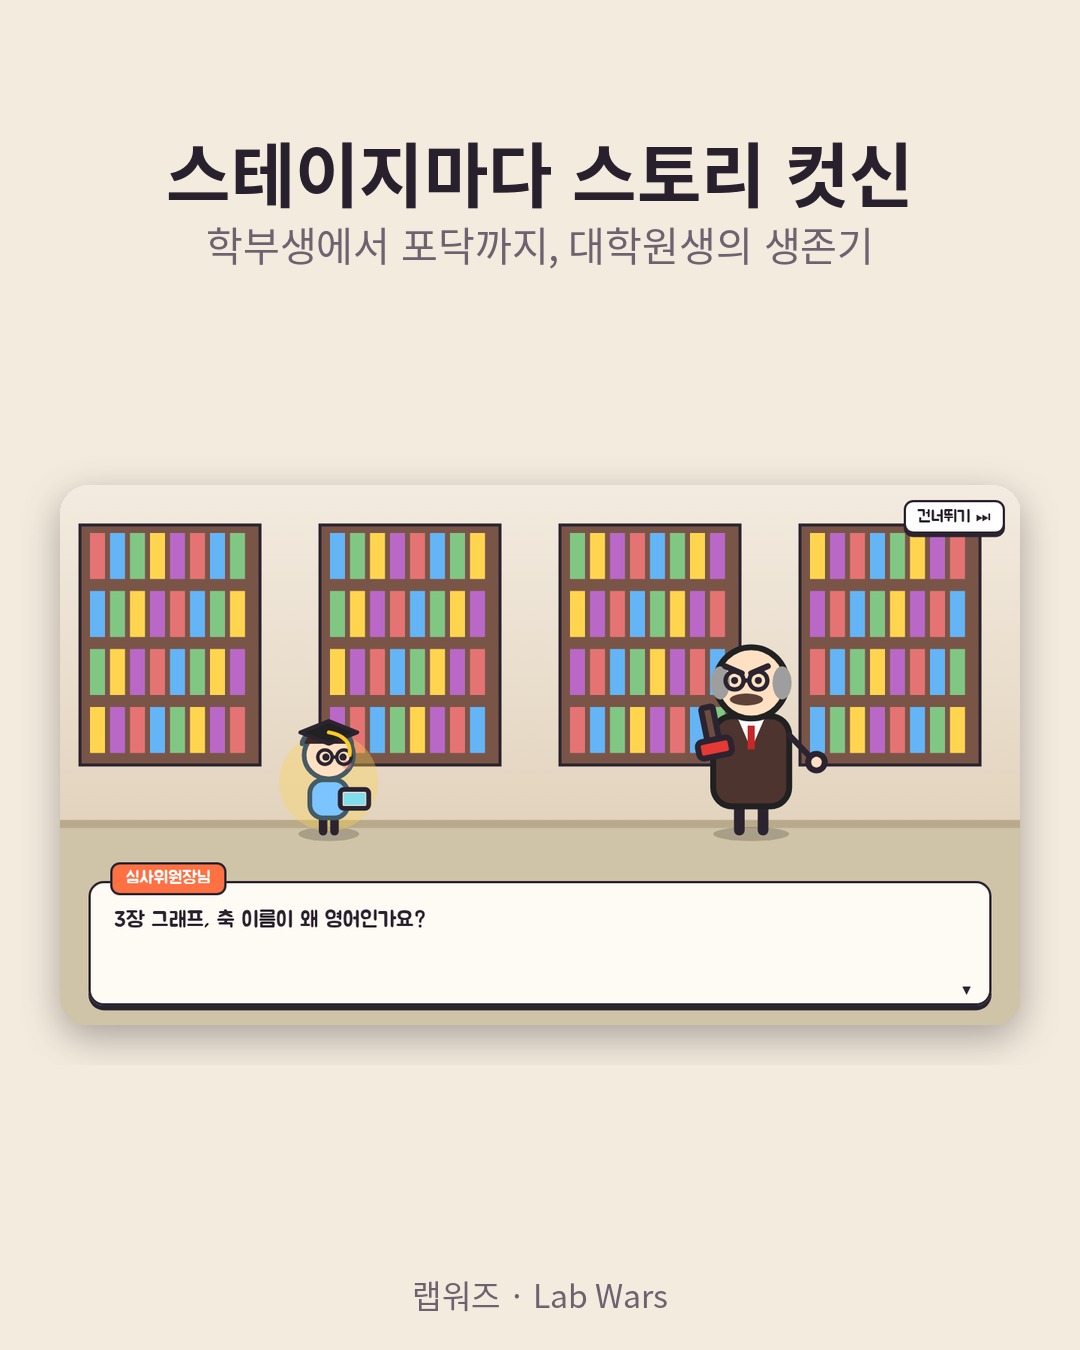 스테이지마다 스토리 컷신
학부생에서 포닥까지, 대학원생의 생존기
건너뛰기 ⏭
심사위원장님
3장 그래프, 축 이름이 왜 영어인가요?
▼
랩워즈 · Lab Wars